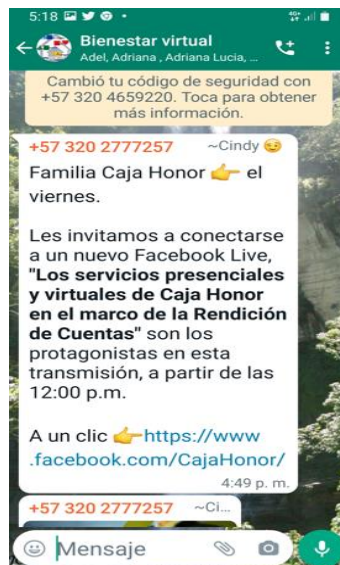 5:18
Bienestar virtual
Adel, Adriana , Adriana Lucia, ...
Cambió tu código de seguridad con
+57 320 4659220. Toca para obtener
más información.
+57 320 2777257 ~Cindy 😏
Familia Caja Honor 👉 el
viernes.
Les invitamos a conectarse
a un nuevo Facebook Live,
"Los servicios presenciales
y virtuales de Caja Honor
en el marco de la Rendición
de Cuentas" son los
protagonistas en esta
transmisión, a partir de las
12:00 p.m.
A un clic 👉https://www
.facebook.com/CajaHonor/
4:49 p. m.
+57 320 2777257 ~Ci...
Mensaje